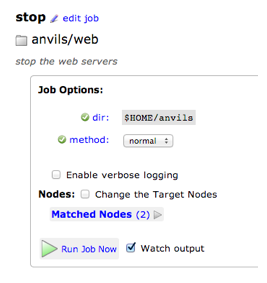 stop edit job
anvils/web
stop the web servers
Job Options:
dir: $HOME/anvils
method: normal
Enable verbose logging
Nodes: Change the Target Nodes
Matched Nodes (2)
Run Job Now Watch output